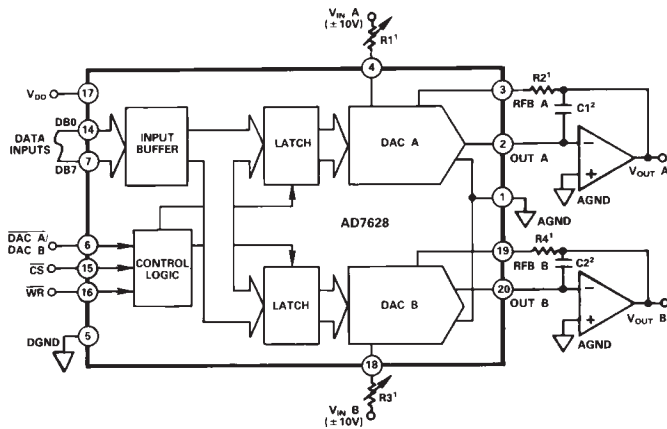 V_IN A
(±10V)
R1¹
4
V_DD
17
3
R2¹
RFB A
C1²
DB0
14
DATA
INPUTS
7
DB7
INPUT
BUFFER
LATCH
DAC A
2
OUT A
V_OUT A
AGND
1
AGND
AD7628
DAC A/
DAC B
6
CS
15
WR
16
CONTROL
LOGIC
19
R4¹
RFB B
C2²
LATCH
DAC B
20
OUT B
V_OUT B
AGND
DGND
5
18
R3¹
V_IN B
(±10V)